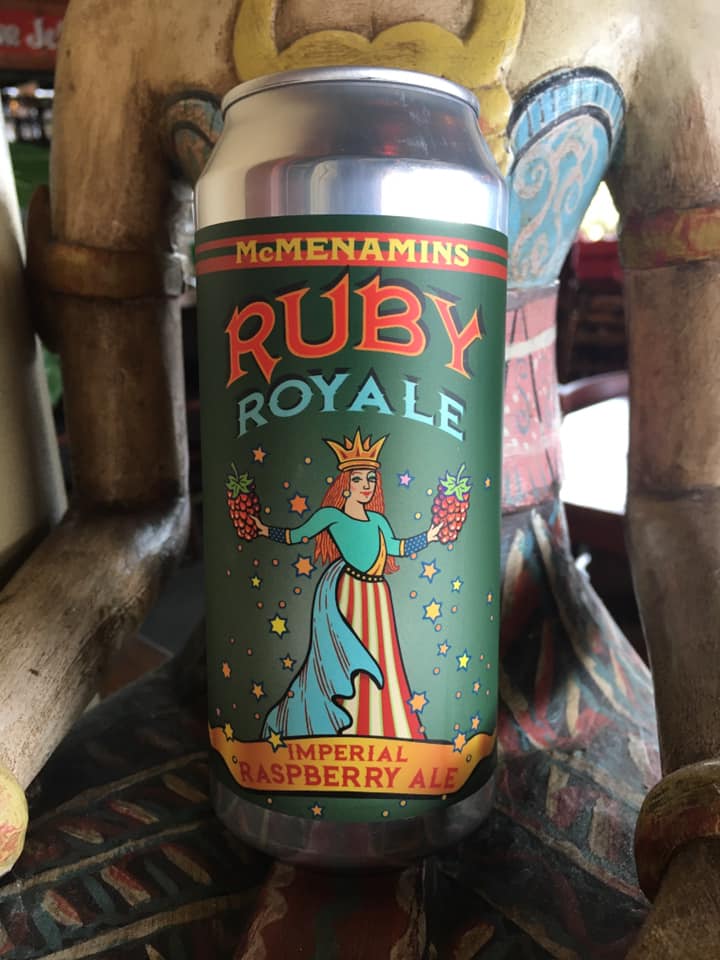 McMENAMINS
RUBY
ROYALE
IMPERIAL
RASPBERRY ALE